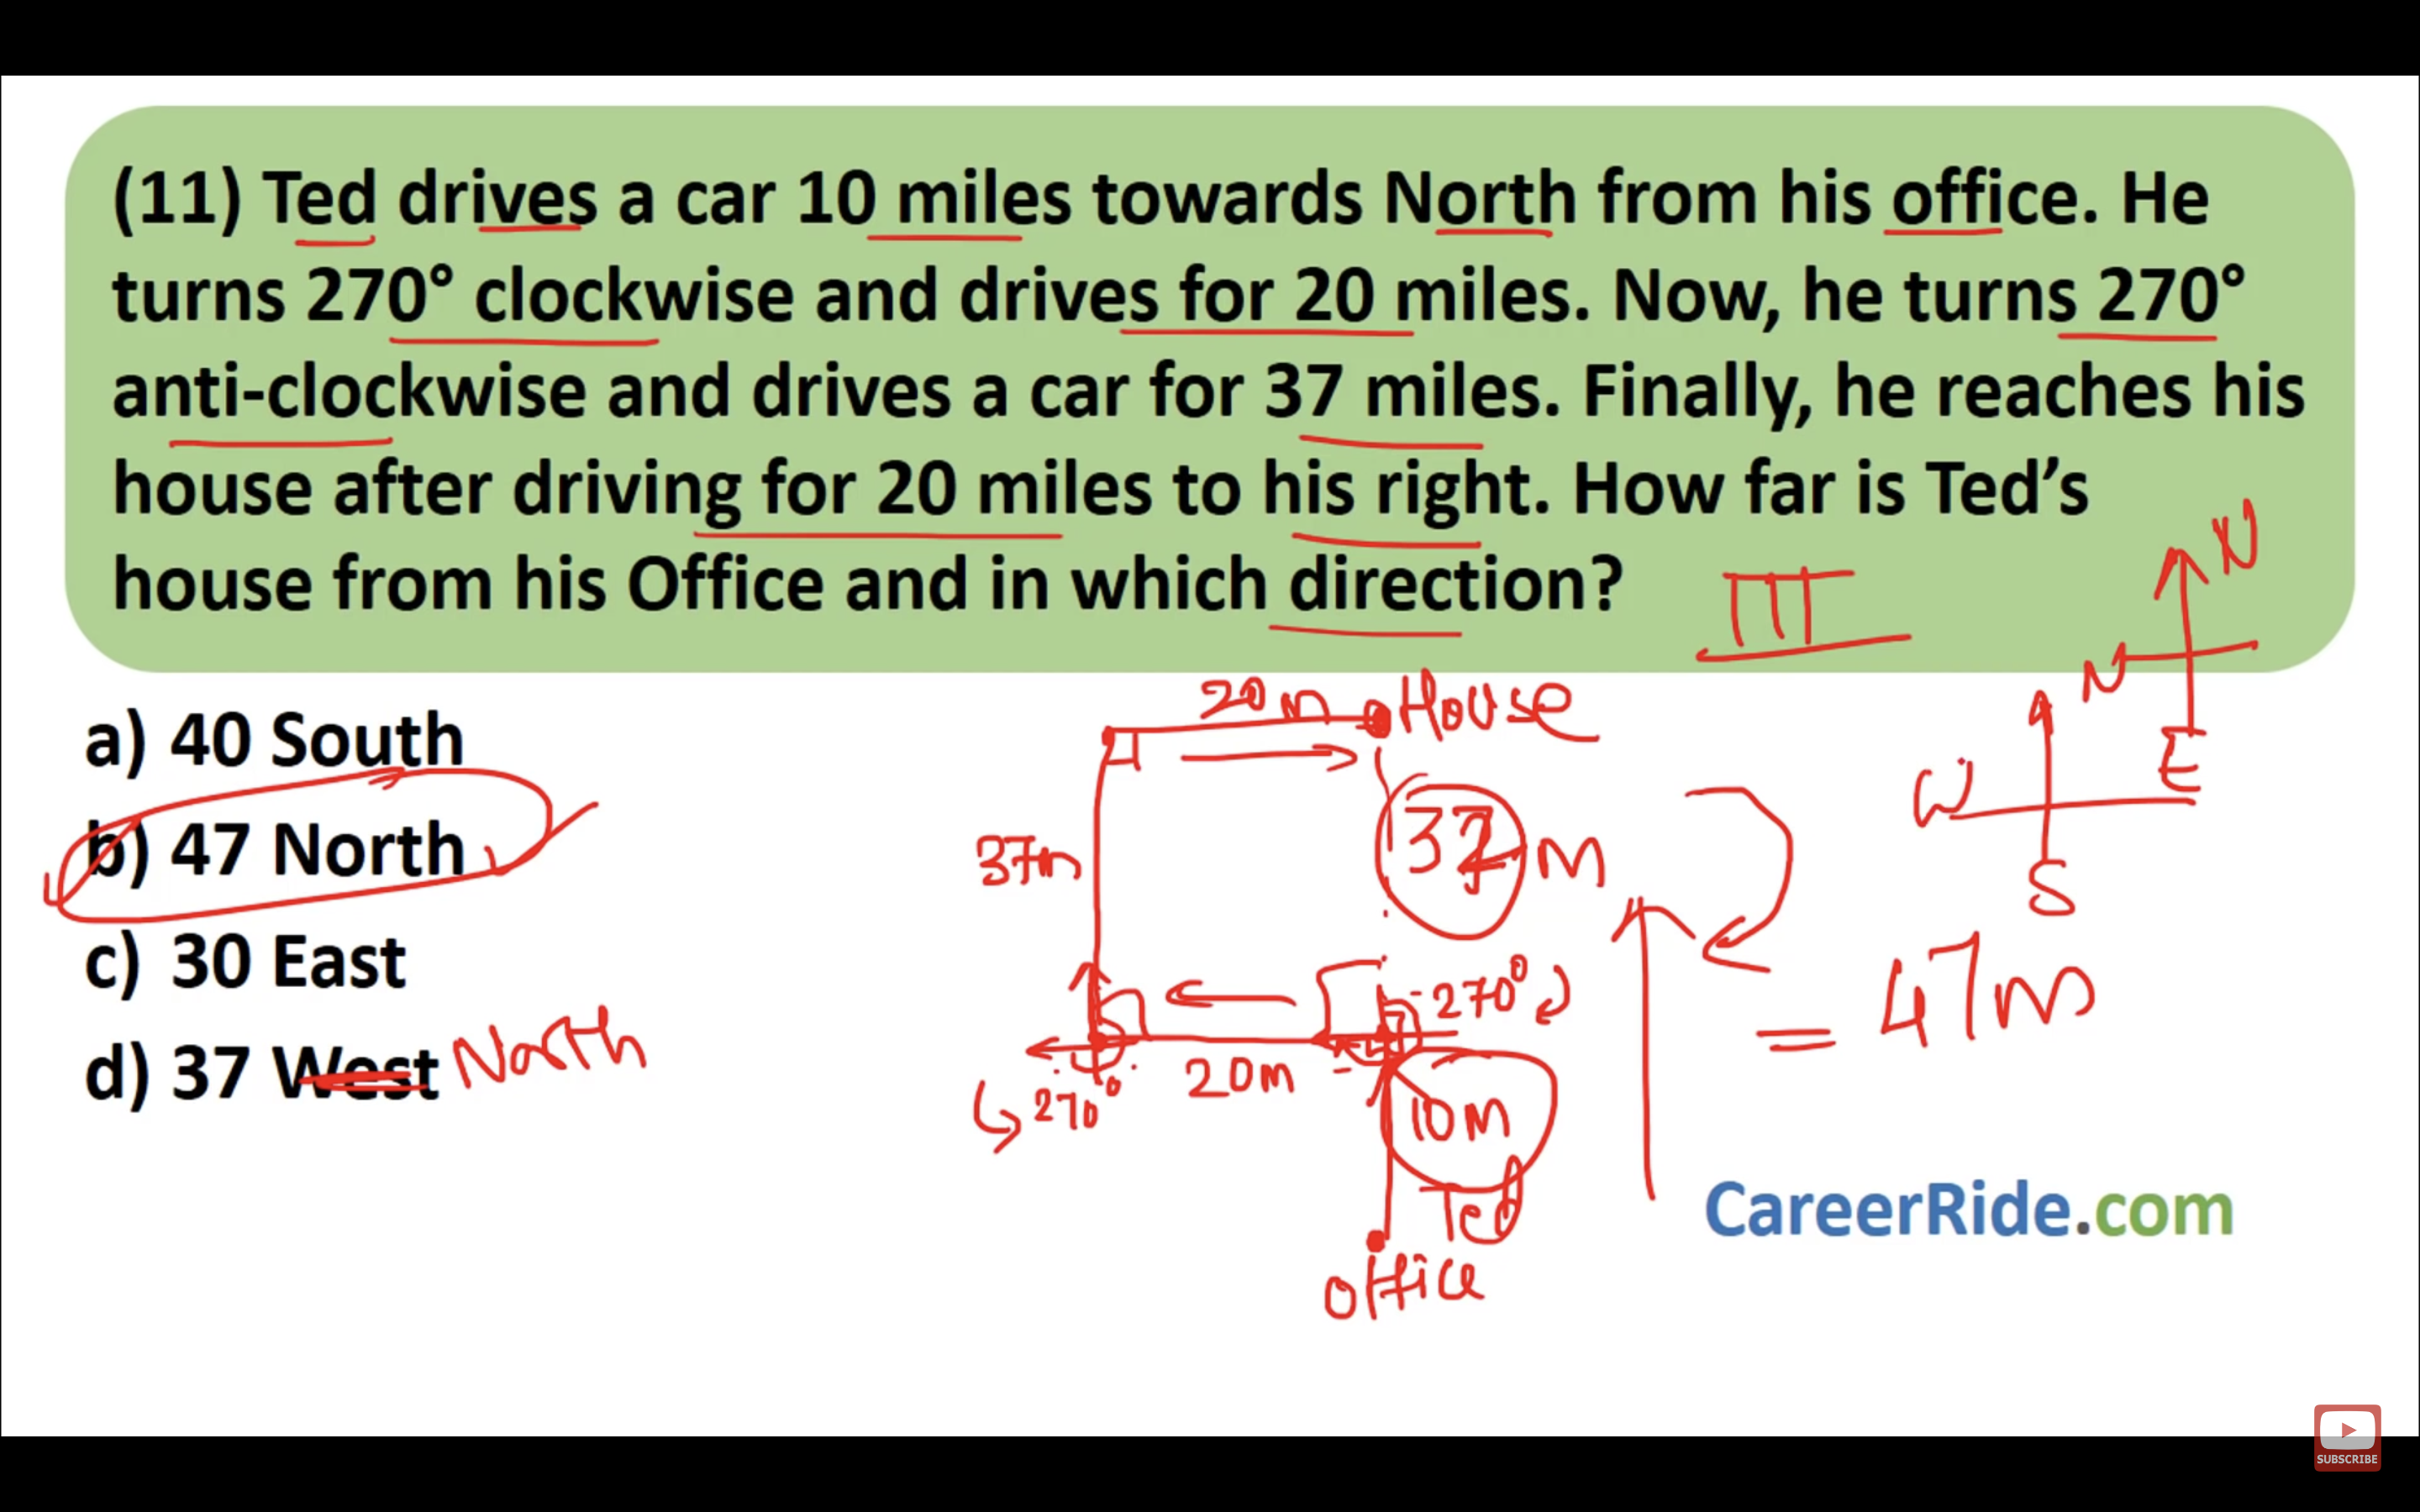 (11) Ted drives a car 10 miles towards North from his office. He
turns 270° clockwise and drives for 20 miles. Now, he turns 270°
anti-clockwise and drives a car for 37 miles. Finally, he reaches his
house after driving for 20 miles to his right. How far is Ted’s
house from his Office and in which direction?
N
N
W
E
S
a) 40 South
b) 47 North
c) 30 East
d) 37 West North
20m House
37m
37 m
270°
= 47m
20m
270°
10m
Ted
office
CareerRide.com
SUBSCRIBE